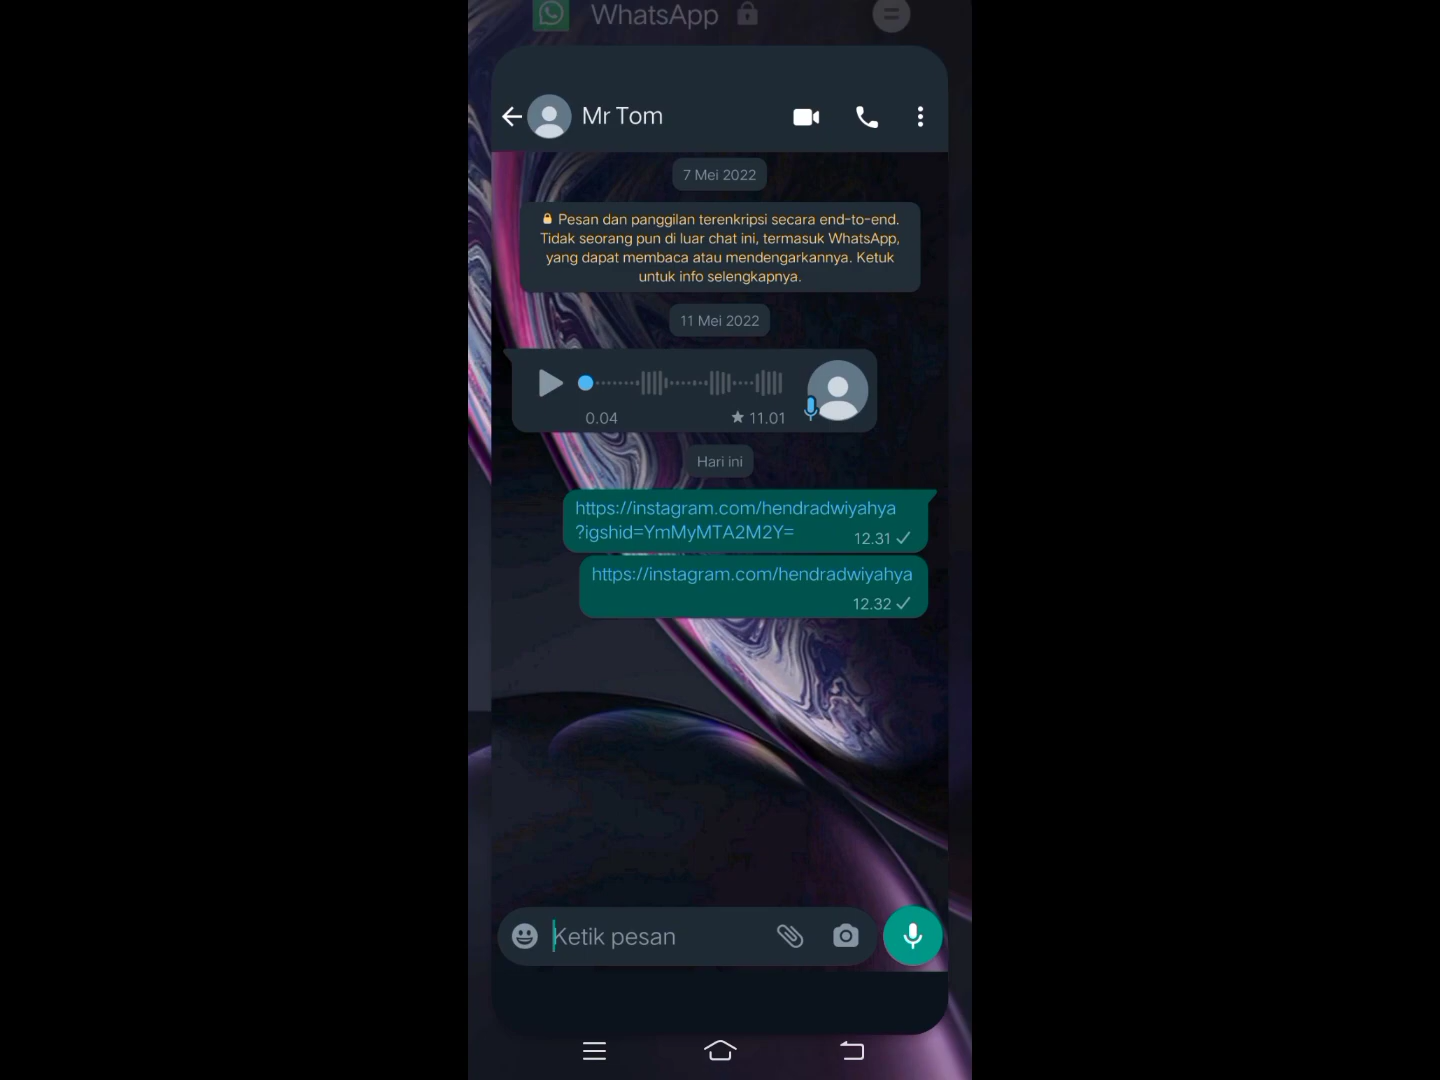 WhatsApp
Mr Tom
7 Mei 2022
Pesan dan panggilan terenkripsi secara end-to-end.
Tidak seorang pun di luar chat ini, termasuk WhatsApp,
yang dapat membaca atau mendengarkannya. Ketuk
untuk info selengkapnya.
11 Mei 2022
0.04 11.01
Hari ini
https://instagram.com/hendradwiyahya
?igshid=YmMyMTA2M2Y=
12.31
https://instagram.com/hendradwiyahya
12.32
Ketik pesan